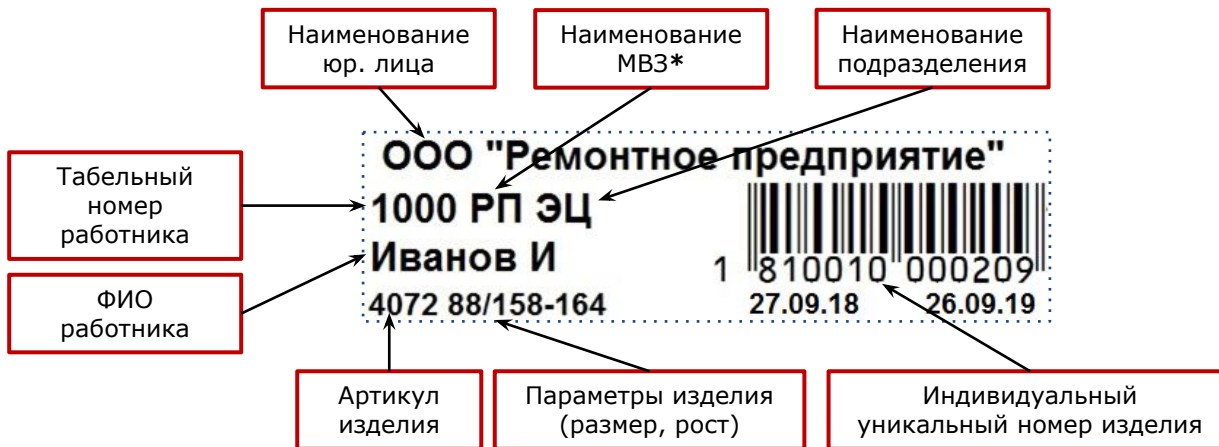 Наименование
юр. лица
Наименование
МВЗ*
Наименование
подразделения
Табельный
номер
работника
ФИО
работника
ООО "Ремонтное предприятие"
1000 РП ЭЦ
Иванов И
1 810010 000209
4072 88/158-164
27.09.18 26.09.19
Артикул
изделия
Параметры изделия
(размер, рост)
Индивидуальный
уникальный номер изделия